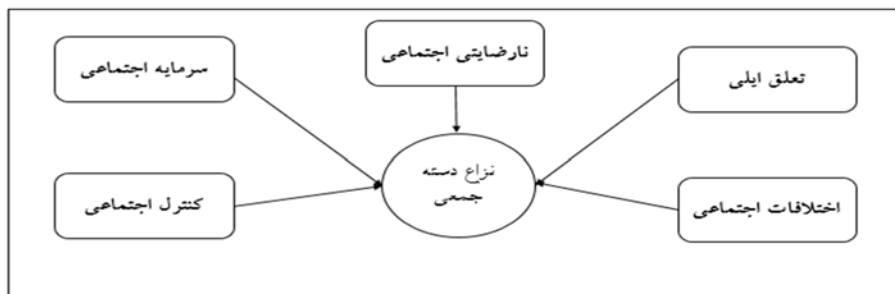 نارضایتی اجتماعی
تعلق ایلی
سرمایه اجتماعی
نزاع دسته
جمعی
اختلافات اجتماعی
کنترل اجتماعی